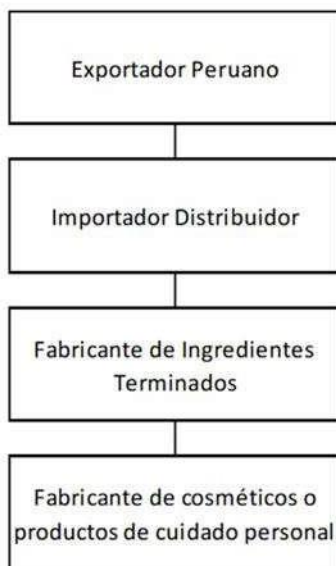 Exportador Peruano
Importador Distribuidor
Fabricante de Ingredientes
Terminados
Fabricante de cosméticos o
productos de cuidado personal